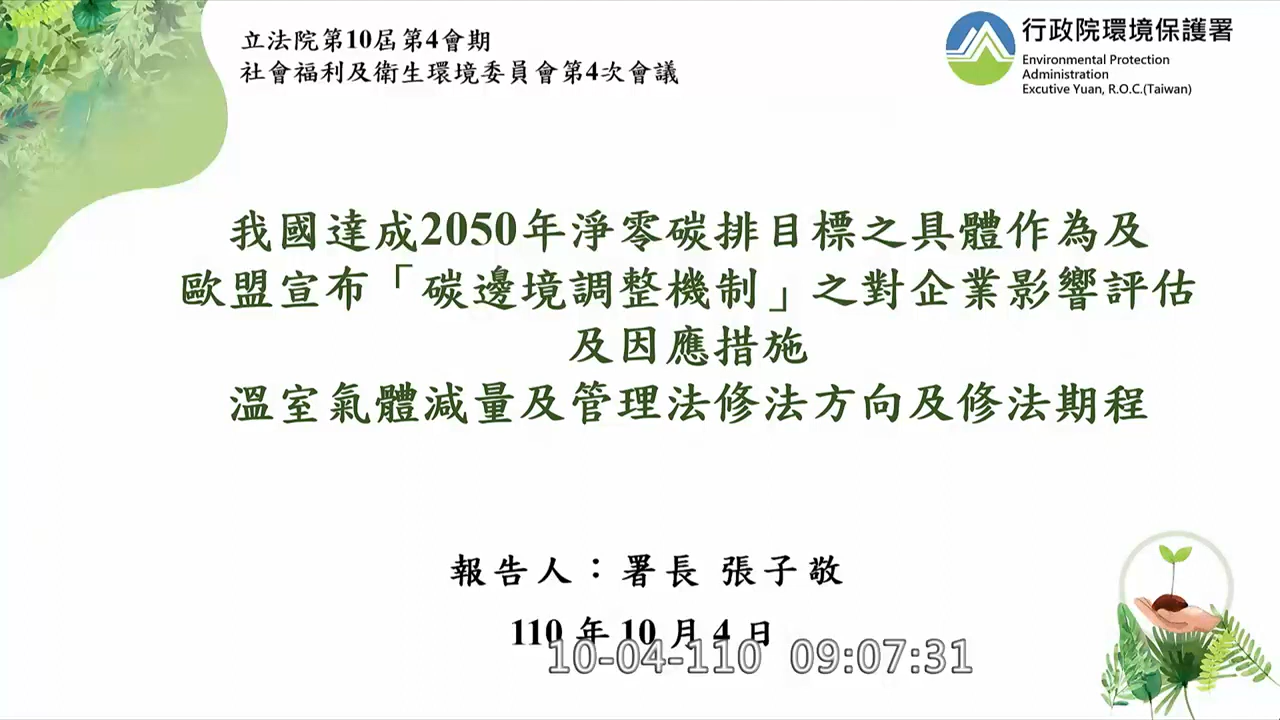 立法院第10屆第4會期
社會福利及衛生環境委員會第4次會議
行政院環境保護署
Environmental Protection
Administration
Excutive Yuan, R.O.C.(Taiwan)
我國達成2050年淨零碳排目標之具體作為及
歐盟宣布「碳邊境調整機制」之對企業影響評估
及因應措施
溫室氣體減量及管理法修法方向及修法期程
報告人：署長 張子敬
110 年 10 月 4 日
10-04-110 09:07:31